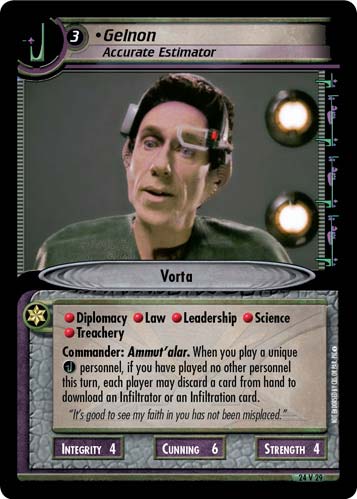 3
• Gelnon
Accurate Estimator
Vorta
• Diplomacy • Law • Leadership • Science
• Treachery
Commander: Ammut'alar. When you play a unique
personnel, if you have played no other personnel
this turn, each player may discard a card from hand to
download an Infiltrator or an Infiltration card.
"It's good to see my faith in you has not been misplaced."
INTEGRITY 4 CUNNING 6 STRENGTH 4
24 V 29